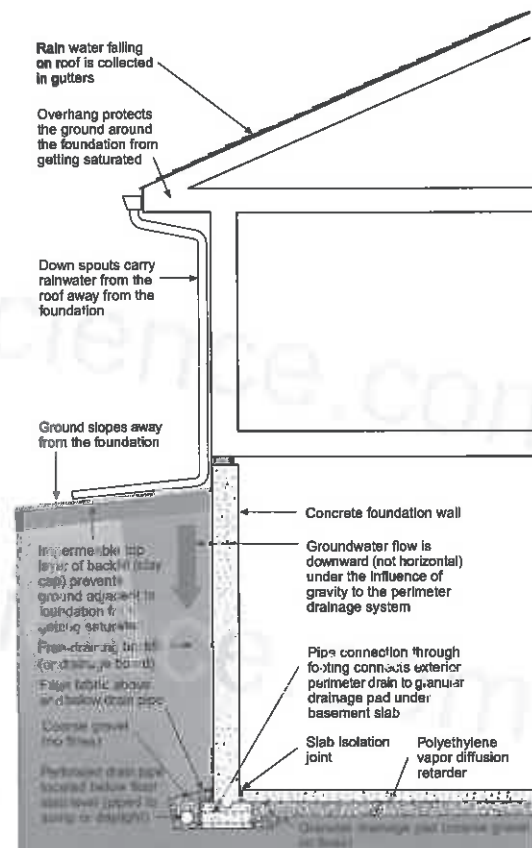 Rain water falling
on roof is collected
in gutters
Overhang protects
the ground around
the foundation from
getting saturated
Down spouts carry
rainwater from the
roof away from the
foundation
Ground slopes away
from the foundation
Impermeable top
layer of backfill (clay
cap) prevents
ground adjacent to
foundation from
getting saturated
Free-draining backfill
(or drainage board)
Filter fabric above
and below drain pipe
Coarse gravel
(no fines)
Perforated drain pipe
located below floor
slab level (piped to
sump or daylight)
Concrete foundation wall
Groundwater flow is
downward (not horizontal)
under the influence of
gravity to the perimeter
drainage system
Pipe connection through
footing connects exterior
perimeter drain to granular
drainage pad under
basement slab
Slab isolation
joint
Polyethylene
vapor diffusion
retarder
Granular drainage pad (coarse gravel,
no fines)